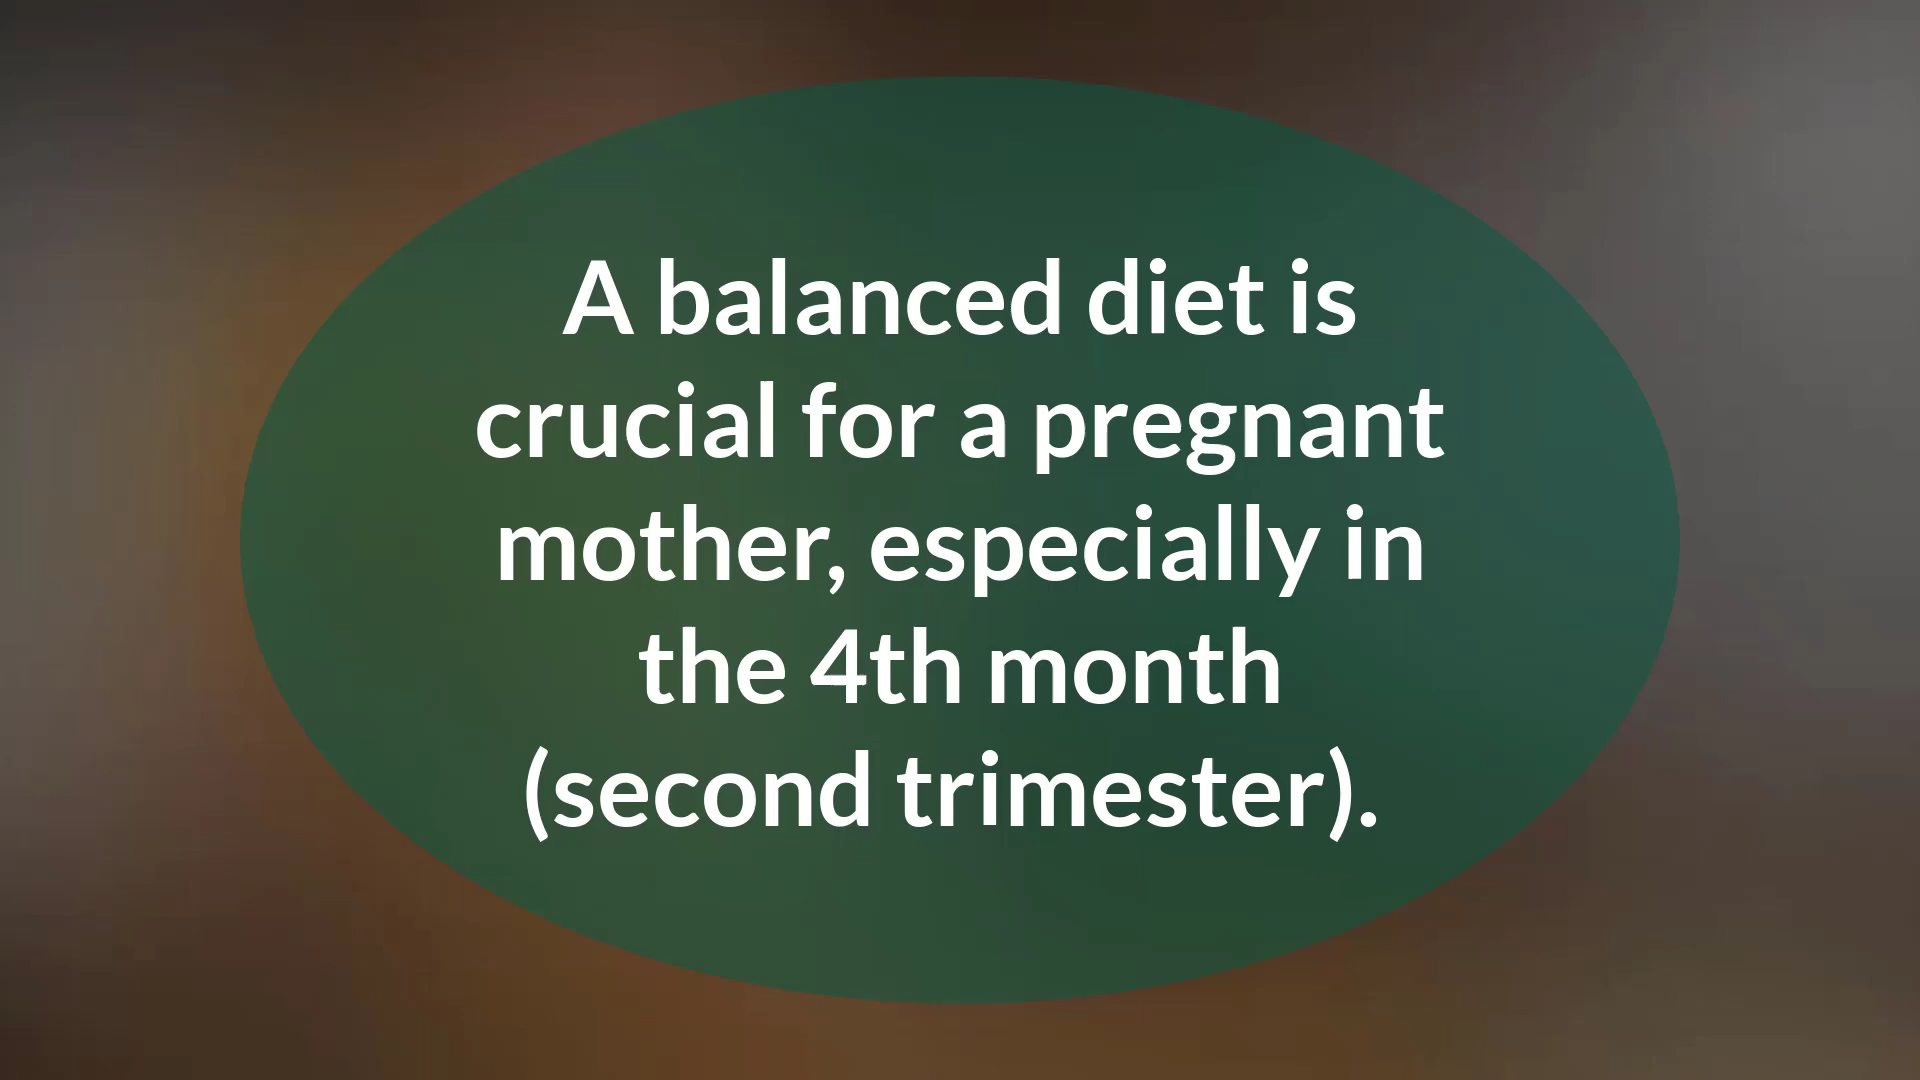 A balanced diet is
crucial for a pregnant
mother, especially in
the 4th month
(second trimester).